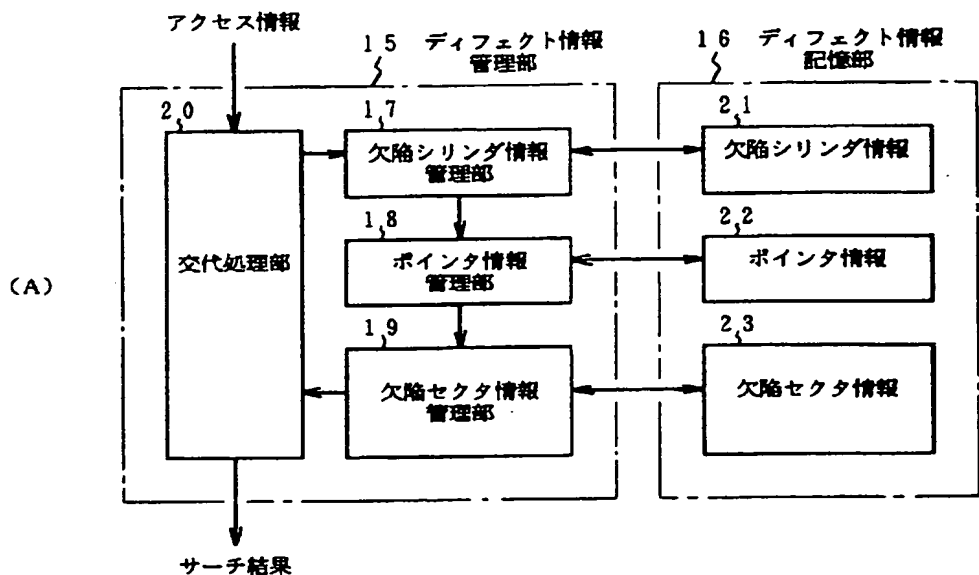 アクセス情報
15 ディフェクト情報
管理部
16 ディフェクト情報
記憶部
20
交代処理部
17
欠陥シリンダ情報
管理部
21
欠陥シリンダ情報
18
ポインタ情報
管理部
22
ポインタ情報
(A)
19
欠陥セクタ情報
管理部
23
欠陥セクタ情報
サーチ結果